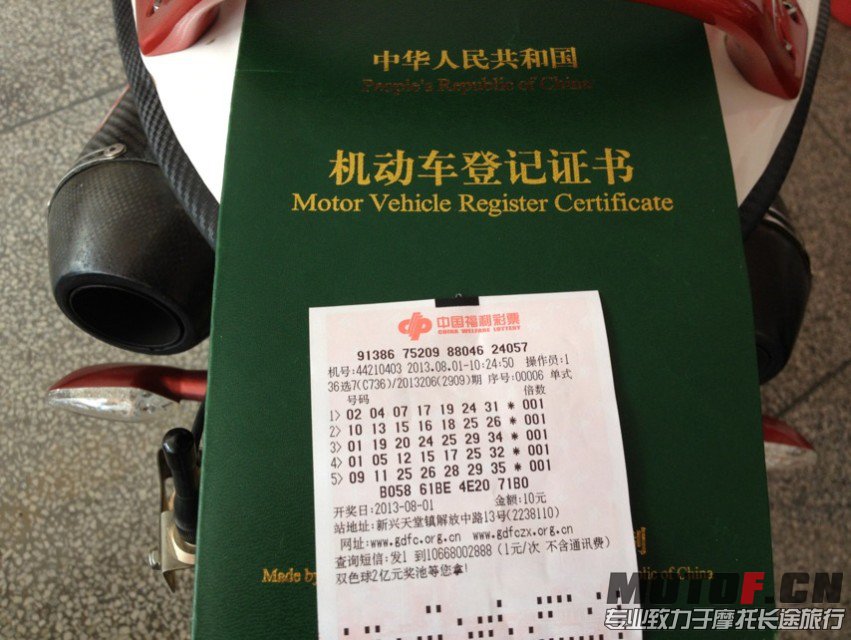 中华人民共和国
People's Republic of China
机动车登记证书
Motor Vehicle Register Certificate
中国福利彩票
CHINA WELFARE LOTTERY
91386 75209 88046 24057
机号:44210403 2013.08.01-10:24:50 操作员:1
36选7(C736)/2013206(2909)期 序号:00006 单式
号码 倍数
1> 02 04 07 17 19 24 31 * 001
2> 10 13 15 16 18 25 26 * 001
3> 01 19 20 24 25 29 34 * 001
4> 01 05 12 15 17 25 32 * 001
5> 09 11 25 26 28 29 35 * 001
B058 61BE 4E20 71B0
开奖日:2013-08-01 金额:10元
站地址:新兴天堂镇解放中路13号(2238110)
网址:www.gdfc.org.cn www.gdfczx.org.cn
查询短信:发1 到10668002888 (1元/次 不含通讯费)
双色球2亿元奖池等您拿!
制
Made by Republic of China
MOTOF.CN
专业致力于摩托长途旅行